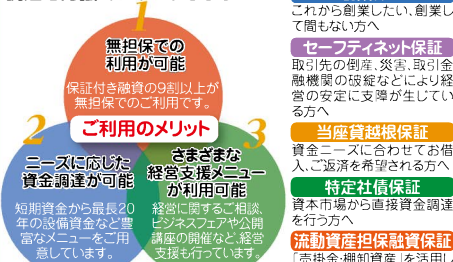 1
無担保での
利用が可能
保証付き融資の9割以上が
無担保でのご利用です。
ご利用のメリット
2
ニーズに応じた
資金調達が可能
短期資金から最長20
年の設備資金など豊
富なメニューをご用
意しています。
3
さまざまな
経営支援メニュー
が利用可能
経営に関するご相談、
ビジネスフェアや公開
講座の開催など、経営
支援も行っています。
これから創業したい、創業し
て間もない方へ
セーフティネット保証
取引先の倒産、災害、取引金
融機関の破綻などにより経
営の安定に支障が生じてい
る方へ
当座貸越根保証
資金ニーズに合わせてお借
入、ご返済を希望される方へ
特定社債保証
資本市場から直接資金調達
を行う方へ
流動資産担保融資保証
「売掛金・棚卸資産」を活用し